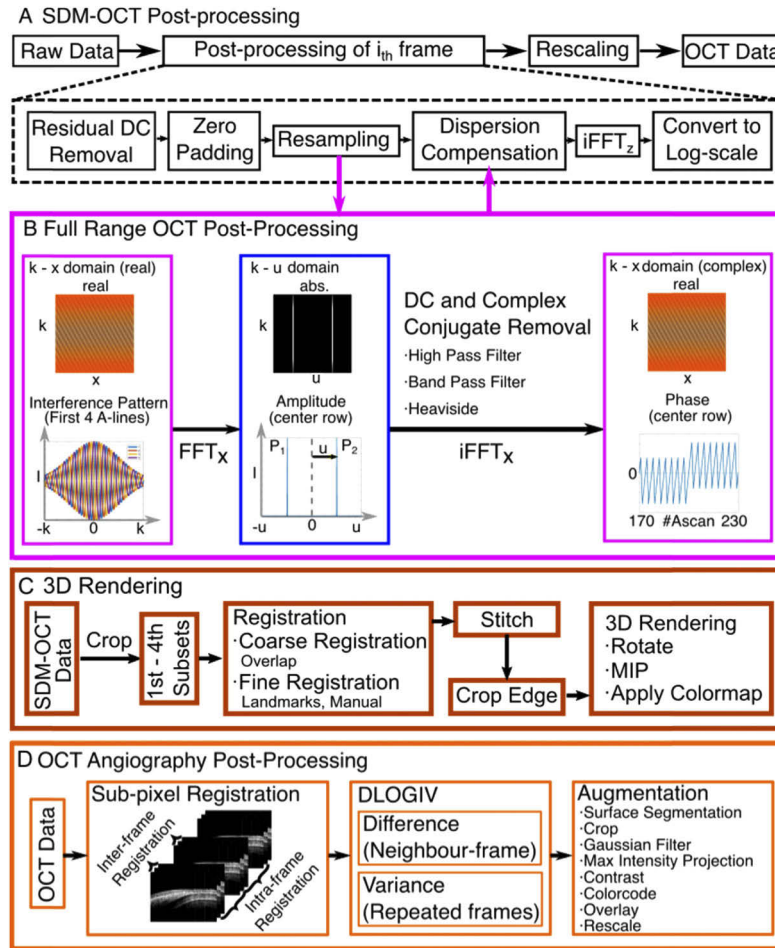 A SDM-OCT Post-processing
Raw Data
Post-processing of i_th frame
Rescaling
OCT Data
Residual DC
Removal
Zero
Padding
Resampling
Dispersion
Compensation
iFFT_z
Convert to
Log-scale
B Full Range OCT Post-Processing
k - x domain (real)
real
k
x
Interference Pattern
(First 4 A-lines)
I
-k
0
k
FFT_x
k - u domain
abs.
k
u
Amplitude
(center row)
P_1
u
P_2
I
-u
0
u
DC and Complex
Conjugate Removal
·High Pass Filter
·Band Pass Filter
·Heaviside
iFFT_x
k - x domain (complex)
real
k
x
Phase
(center row)
0
170 #Ascan 230
C 3D Rendering
SDM-OCT
Data
Crop
1st - 4th
Subsets
Registration
·Coarse Registration
Overlap
·Fine Registration
Landmarks, Manual
Stitch
Crop Edge
3D Rendering
·Rotate
·MIP
·Apply Colormap
D OCT Angiography Post-Processing
OCT Data
Sub-pixel Registration
Inter-frame
Registration
Intra-frame
Registration
DLOGIV
Difference
(Neighbour-frame)
Variance
(Repeated frames)
Augmentation
·Surface Segmentation
·Crop
·Gaussian Filter
·Max Intensity Projection
·Contrast
·Colorcode
·Overlay
·Rescale